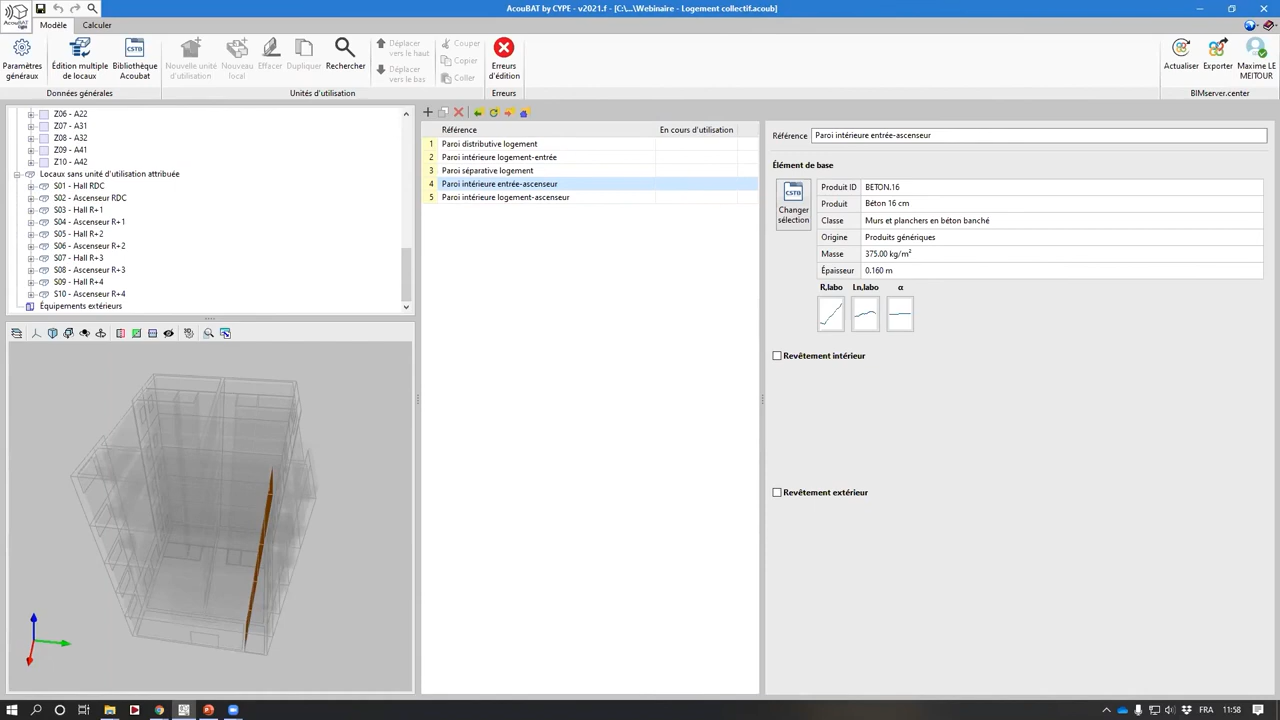 AcouBAT by CYPE - v2021.f - [C:\...\Webinaire - Logement collectif.acoub]
AcouBAT
Modèle
Calculer
Paramètres
généraux
Édition multiple
de locaux
Bibliothèque
Acoubat
Nouvelle unité
d'utilisation
Nouveau
local
Effacer
Dupliquer
Rechercher
Déplacer
vers le haut
Déplacer
vers le bas
Couper
Copier
Coller
Erreurs
d'édition
Actualiser
Exporter
Maxime LE
MEITOUR
Données générales
Unités d'utilisation
Erreurs
BIMserver.center
Z06 - A22
Z07 - A31
Z08 - A32
Z09 - A41
Z10 - A42
Locaux sans unité d'utilisation attribuée
S01 - Hall RDC
S02 - Ascenseur RDC
S03 - Hall R+1
S04 - Ascenseur R+1
S05 - Hall R+2
S06 - Ascenseur R+2
S07 - Hall R+3
S08 - Ascenseur R+3
S09 - Hall R+4
S10 - Ascenseur R+4
Équipements extérieurs
Référence
En cours d'utilisation
1 Paroi distributive logement
2 Paroi intérieure logement-entrée
3 Paroi séparative logement
4 Paroi intérieure entrée-ascenseur
5 Paroi intérieure logement-ascenseur
Référence Paroi intérieure entrée-ascenseur
Élément de base
CSTB
Changer
sélection
Produit ID BETON.16
Produit Béton 16 cm
Classe Murs et planchers en béton banché
Origine Produits génériques
Masse 375.00 kg/m²
Épaisseur 0.160 m
R,labo Ln,labo α
Revêtement intérieur
Revêtement extérieur
FRA
11:58